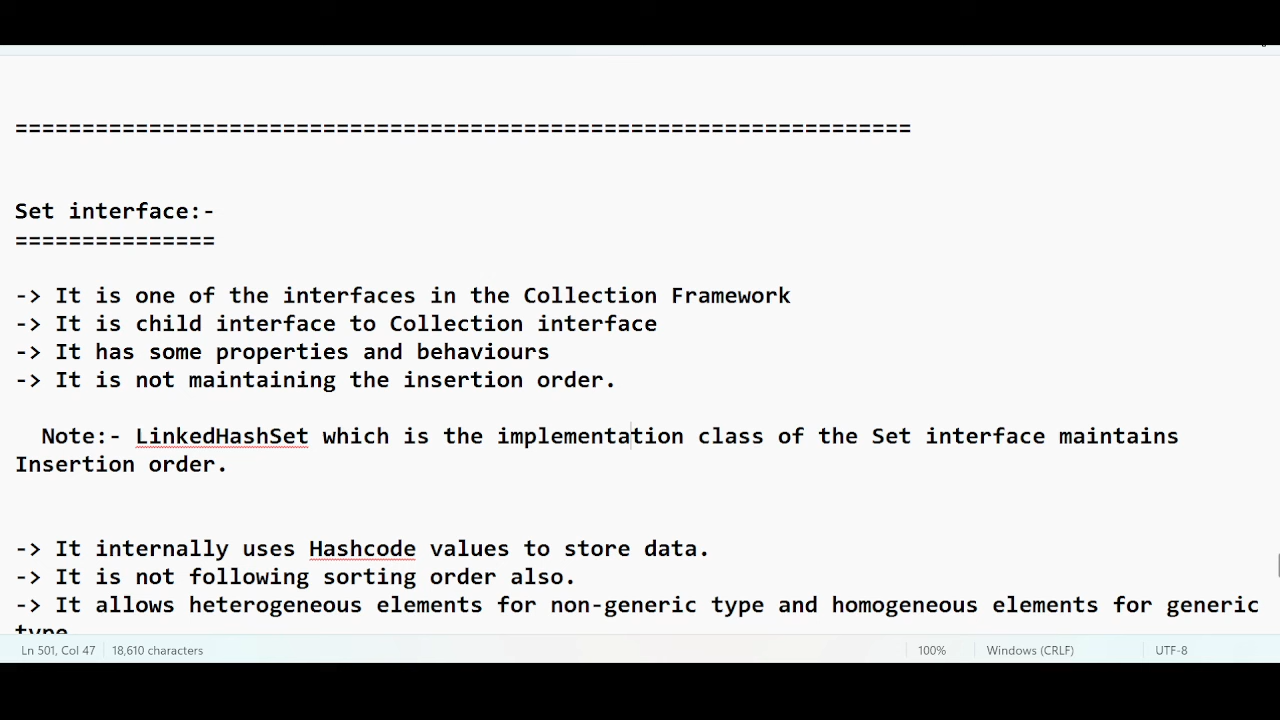 ===================================================================
Set interface:-
===============
-> It is one of the interfaces in the Collection Framework
-> It is child interface to Collection interface
-> It has some properties and behaviours
-> It is not maintaining the insertion order.
Note:- LinkedHashSet which is the implementation class of the Set interface maintains
Insertion order.
-> It internally uses Hashcode values to store data.
-> It is not following sorting order also.
-> It allows heterogeneous elements for non-generic type and homogeneous elements for generic
type
Ln 501, Col 47 18,610 characters 100% Windows (CRLF) UTF-8